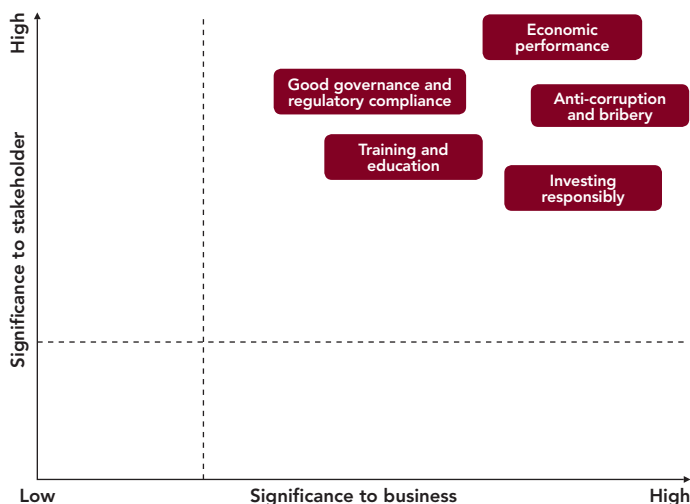 High
Significance to stakeholder
Economic
performance
Good governance and
regulatory compliance
Anti-corruption
and bribery
Training and
education
Investing
responsibly
Low
Significance to business
High